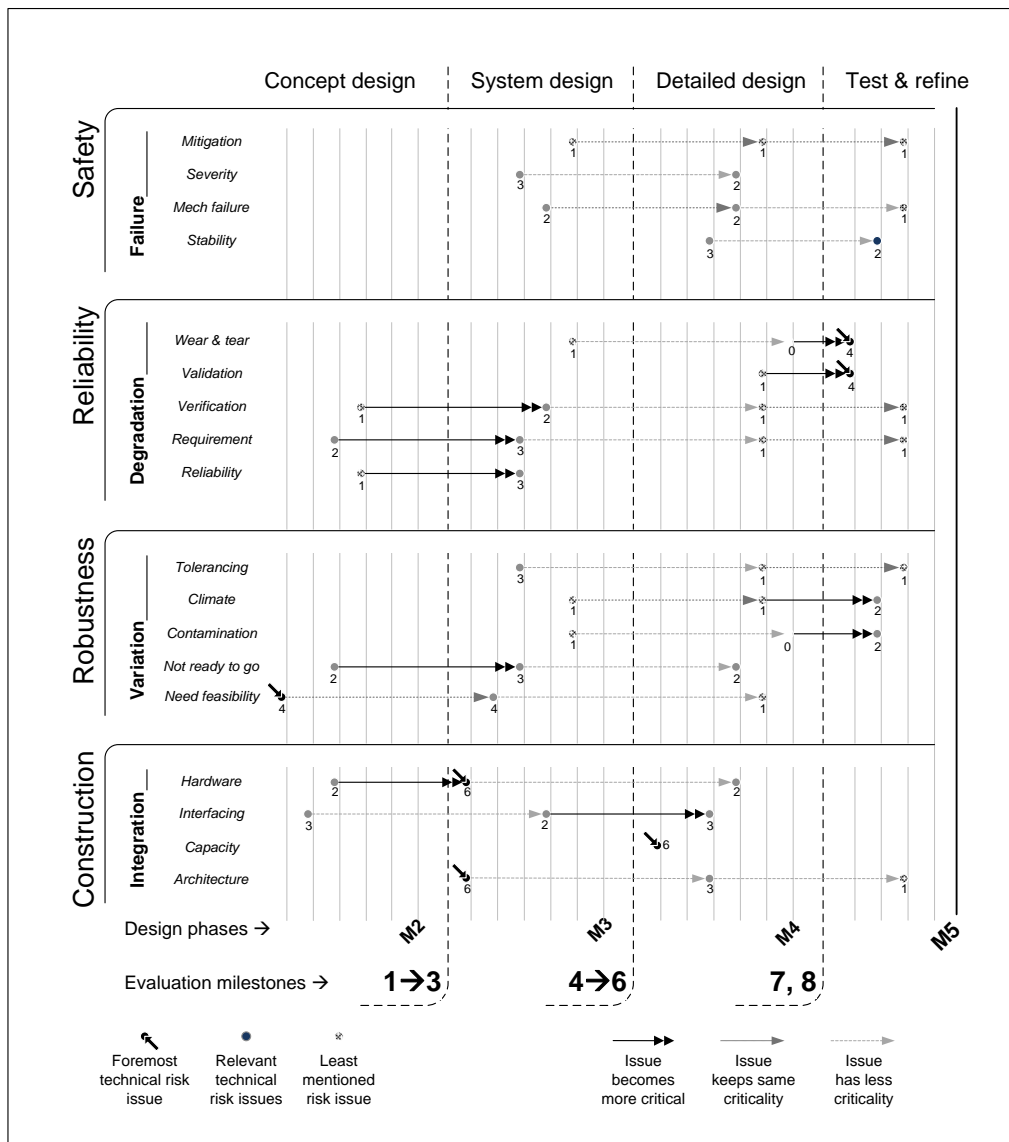 Concept design System design Detailed design Test & refine
Safety
Failure
Mitigation
1 1 1
Severity
3 2
Mech failure
2 2 1
Stability
3 2
Reliability
Degradation
Wear & tear
1 0 4
Validation
1 4
Verification
1 2 1 1
Requirement
2 3 1 1
Reliability
1 3
Robustness
Variation
Tolerancing
3 1 1
Climate
1 1 2
Contamination
1 0 2
Not ready to go
2 3 2
Need feasibility
4 4 1
Construction
Integration
Hardware
2 6 2
Interfacing
3 2 3
Capacity
6
Architecture
6 3 1
Design phases → M2 M3 M4 M5
Evaluation milestones → 1→3 4→6 7, 8
Foremost
technical risk
issue
Relevant
technical
risk issues
Least
mentioned
risk issue
Issue
becomes
more critical
Issue
keeps same
criticality
Issue
has less
criticality